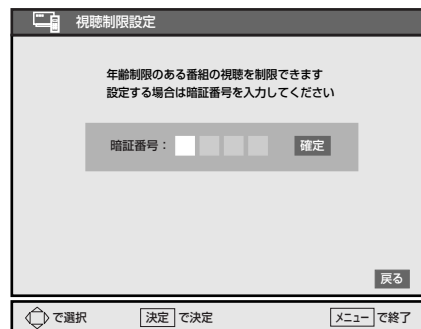 視聴制限設定
年齢制限のある番組の視聴を制限できます
設定する場合は暗証番号を入力してください
暗証番号： 確定
戻る
で選択 決定 で決定 メニュー で終了